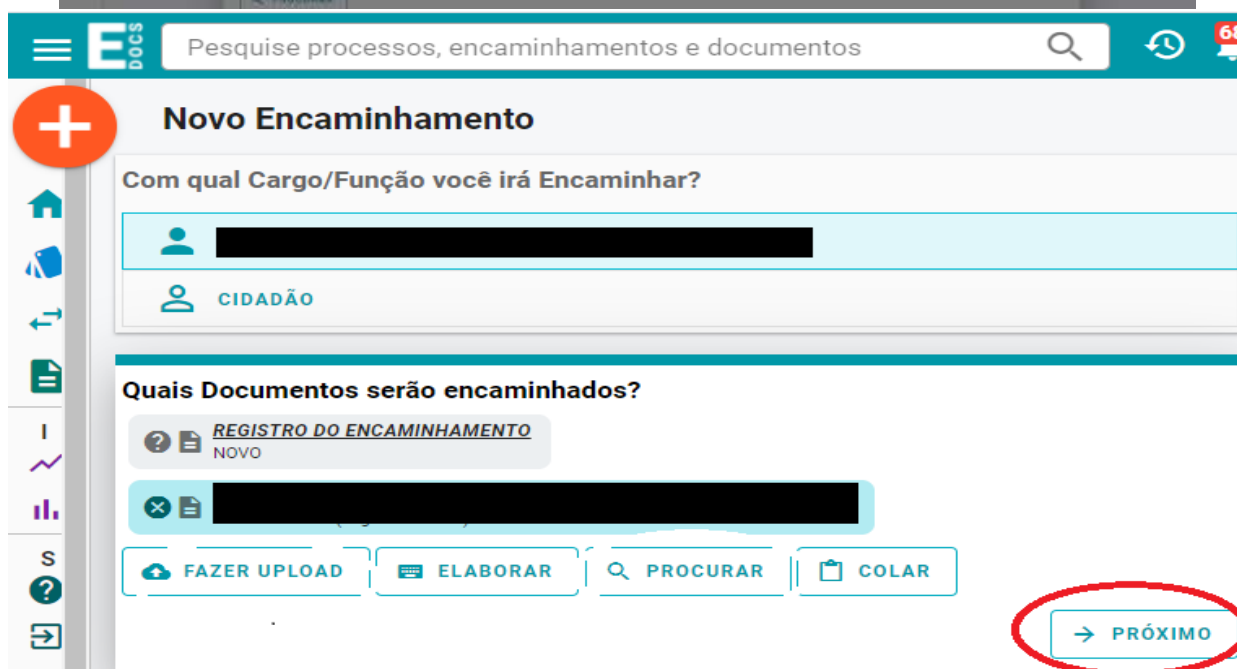 E DOCS
Pesquise processos, encaminhamentos e documentos
68
Novo Encaminhamento
Com qual Cargo/Função você irá Encaminhar?
CIDADÃO
Quais Documentos serão encaminhados?
REGISTRO DO ENCAMINHAMENTO
NOVO
I
S
FAZER UPLOAD
ELABORAR
PROCURAR
COLAR
PRÓXIMO